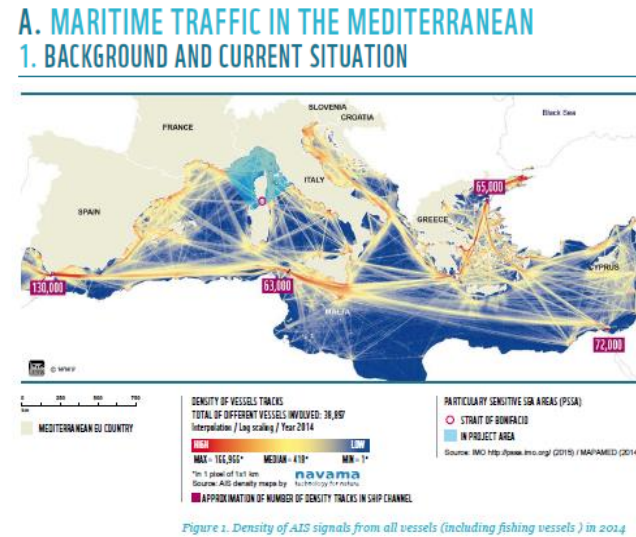 A. MARITIME TRAFFIC IN THE MEDITERRANEAN
1. BACKGROUND AND CURRENT SITUATION
SLOVENIA
CROATIA
Black Sea
FRANCE
ITALY
65,000
SPAIN
GREECE
CYPRUS
130,000
63,000
MALTA
72,000
© WWF
DENSITY OF VESSELS TRACKS
TOTAL OF DIFFERENT VESSELS INVOLVED: 38,897
Interpolation / Log scaling / Year 2014
HIGH LOW
MAX = 166,966* MEDIAN = 418* MIN = 1*
*In 1 pixel of 1x1 km
Source: AIS density maps by
navama
technology for nature
APPROXIMATION OF NUMBER OF DENSITY TRACKS IN SHIP CHANNEL
km
MEDITERRANEAN EU COUNTRY
PARTICULARY SENSITIVE SEA AREAS (PSSA)
STRAIT OF BONIFACIO
IN PROJECT AREA
Source: IMO http://pssa.imo.org/ (2015) / MAPAMED (2014
Figure 1. Density of AIS signals from all vessels (including fishing vessels ) in 2014